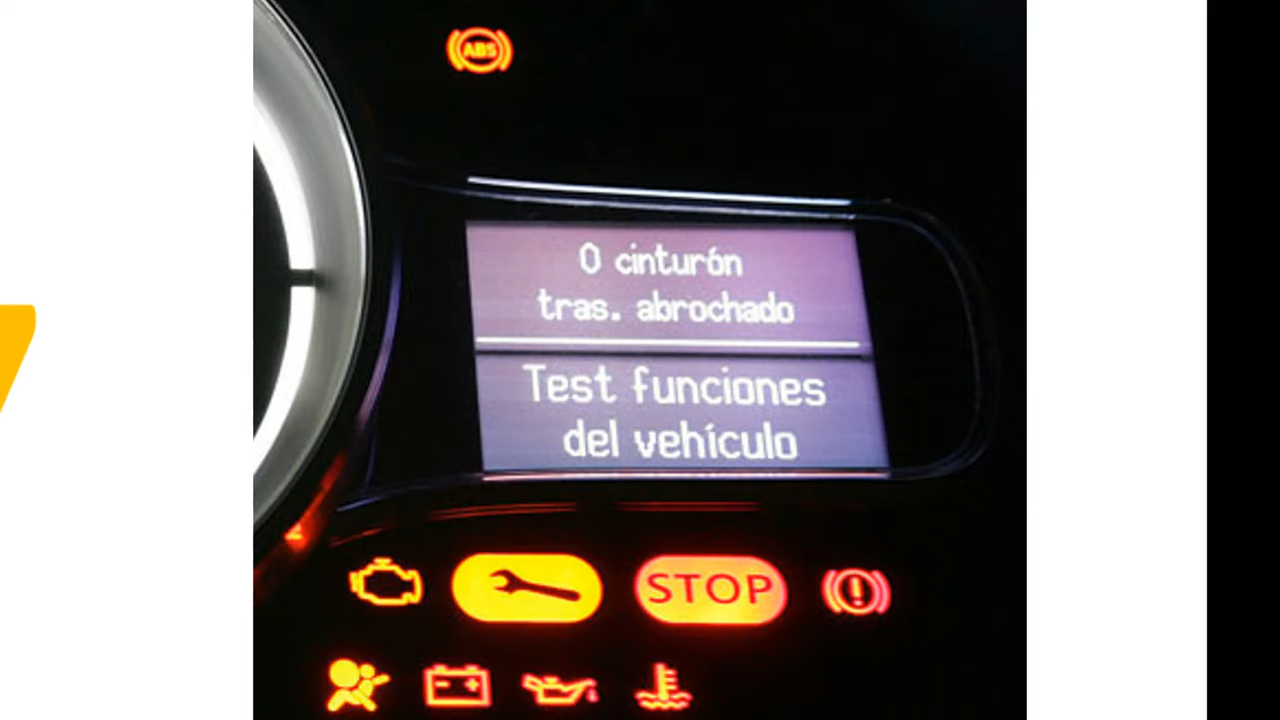 ABS
0 cinturón
tras. abrochado
Test funciones
del vehículo
STOP